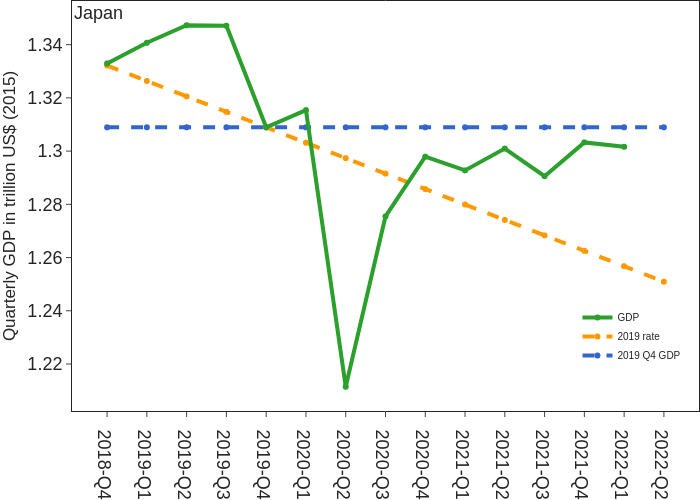 Japan
Quarterly GDP in trillion US$ (2015)
1.34
1.32
1.3
1.28
1.26
1.24
1.22
GDP
2019 rate
2019 Q4 GDP
2018-Q4
2019-Q1
2019-Q2
2019-Q3
2019-Q4
2020-Q1
2020-Q2
2020-Q3
2020-Q4
2021-Q1
2021-Q2
2021-Q3
2021-Q4
2022-Q1
2022-Q2